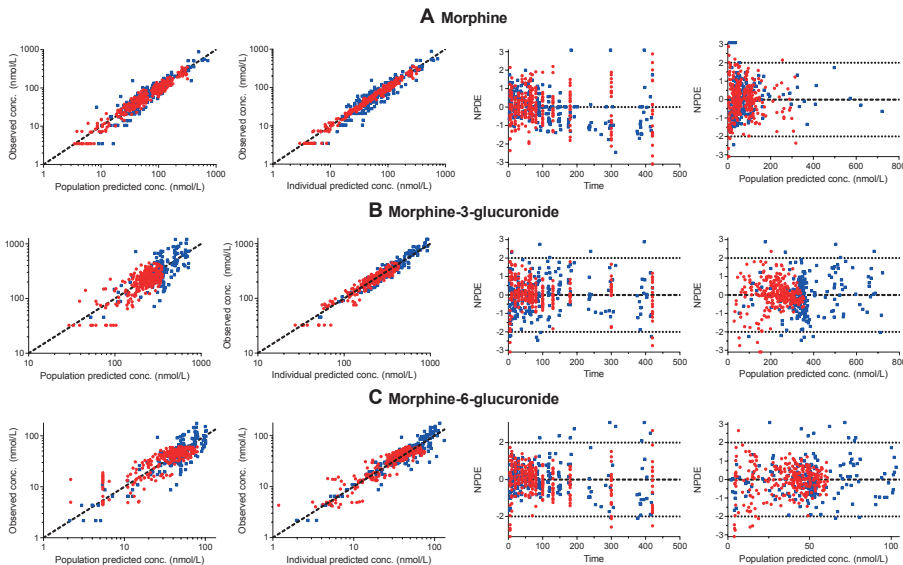 A Morphine
1000
100
10
1
1 10 100 1000
Observed conc. (nmol/L)
Population predicted conc. (nmol/L)
1000
100
10
1
1 10 100 1000
Observed conc. (nmol/L)
Individual predicted conc. (nmol/L)
3
2
1
0
-1
-2
-3
0 100 200 300 400 500
NPDE
Time
3
2
1
0
-1
-2
-3
0 200 400 600 800
NPDE
Population predicted conc. (nmol/L)
B Morphine-3-glucuronide
1000
100
10
10 100 1000
Observed conc. (nmol/L)
Population predicted conc. (nmol/L)
1000
100
10
10 100 1000
Observed conc. (nmol/L)
Individual predicted conc. (nmol/L)
3
2
1
0
-1
-2
-3
0 100 200 300 400 500
NPDE
Time
3
2
1
0
-1
-2
-3
0 200 400 600 800
NPDE
Population predicted conc. (nmol/L)
C Morphine-6-glucuronide
100
10
1
1 10 100
Observed conc. (nmol/L)
Population predicted conc. (nmol/L)
100
10
1
1 10 100
Observed conc. (nmol/L)
Individual predicted conc. (nmol/L)
2
0
-2
0 100 200 300 400 500
NPDE
Time
3
2
1
0
-1
-2
-3
0 50 100
NPDE
Population predicted conc. (nmol/L)